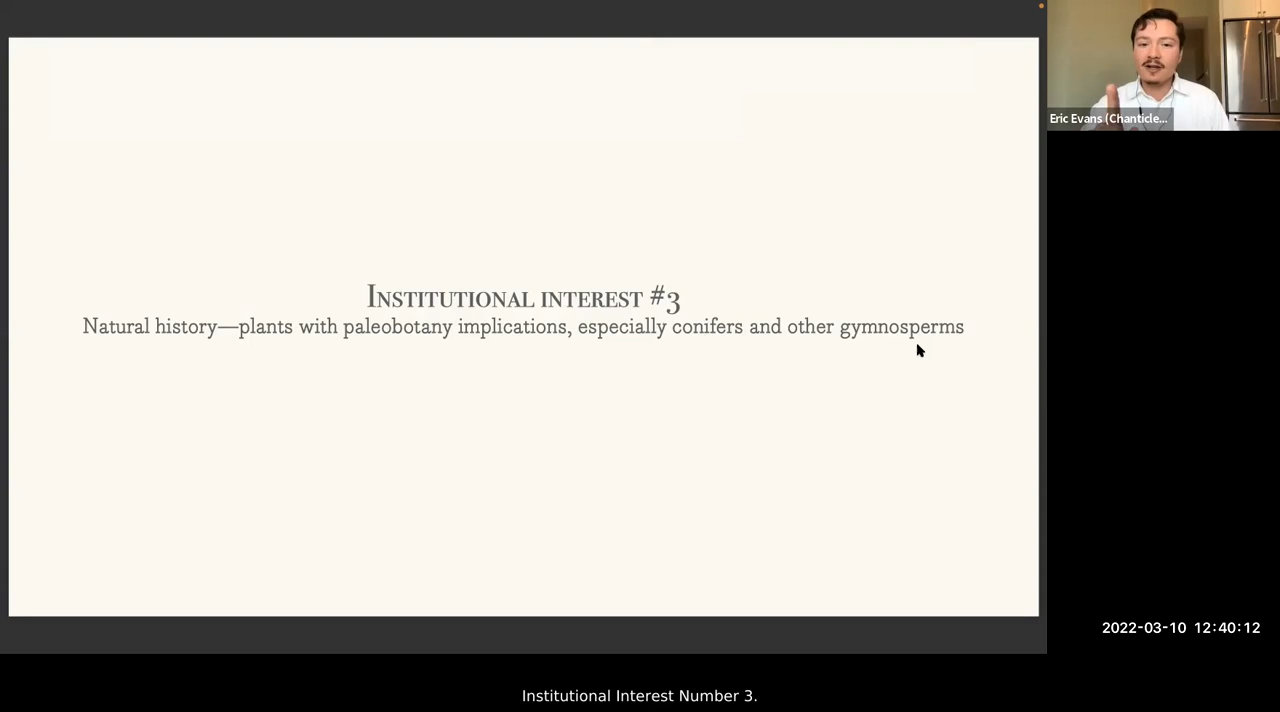 Eric Evans (Chanticle...
Institutional interest #3
Natural history—plants with paleobotany implications, especially conifers and other gymnosperms
2022-03-10 12:40:12
Institutional Interest Number 3.